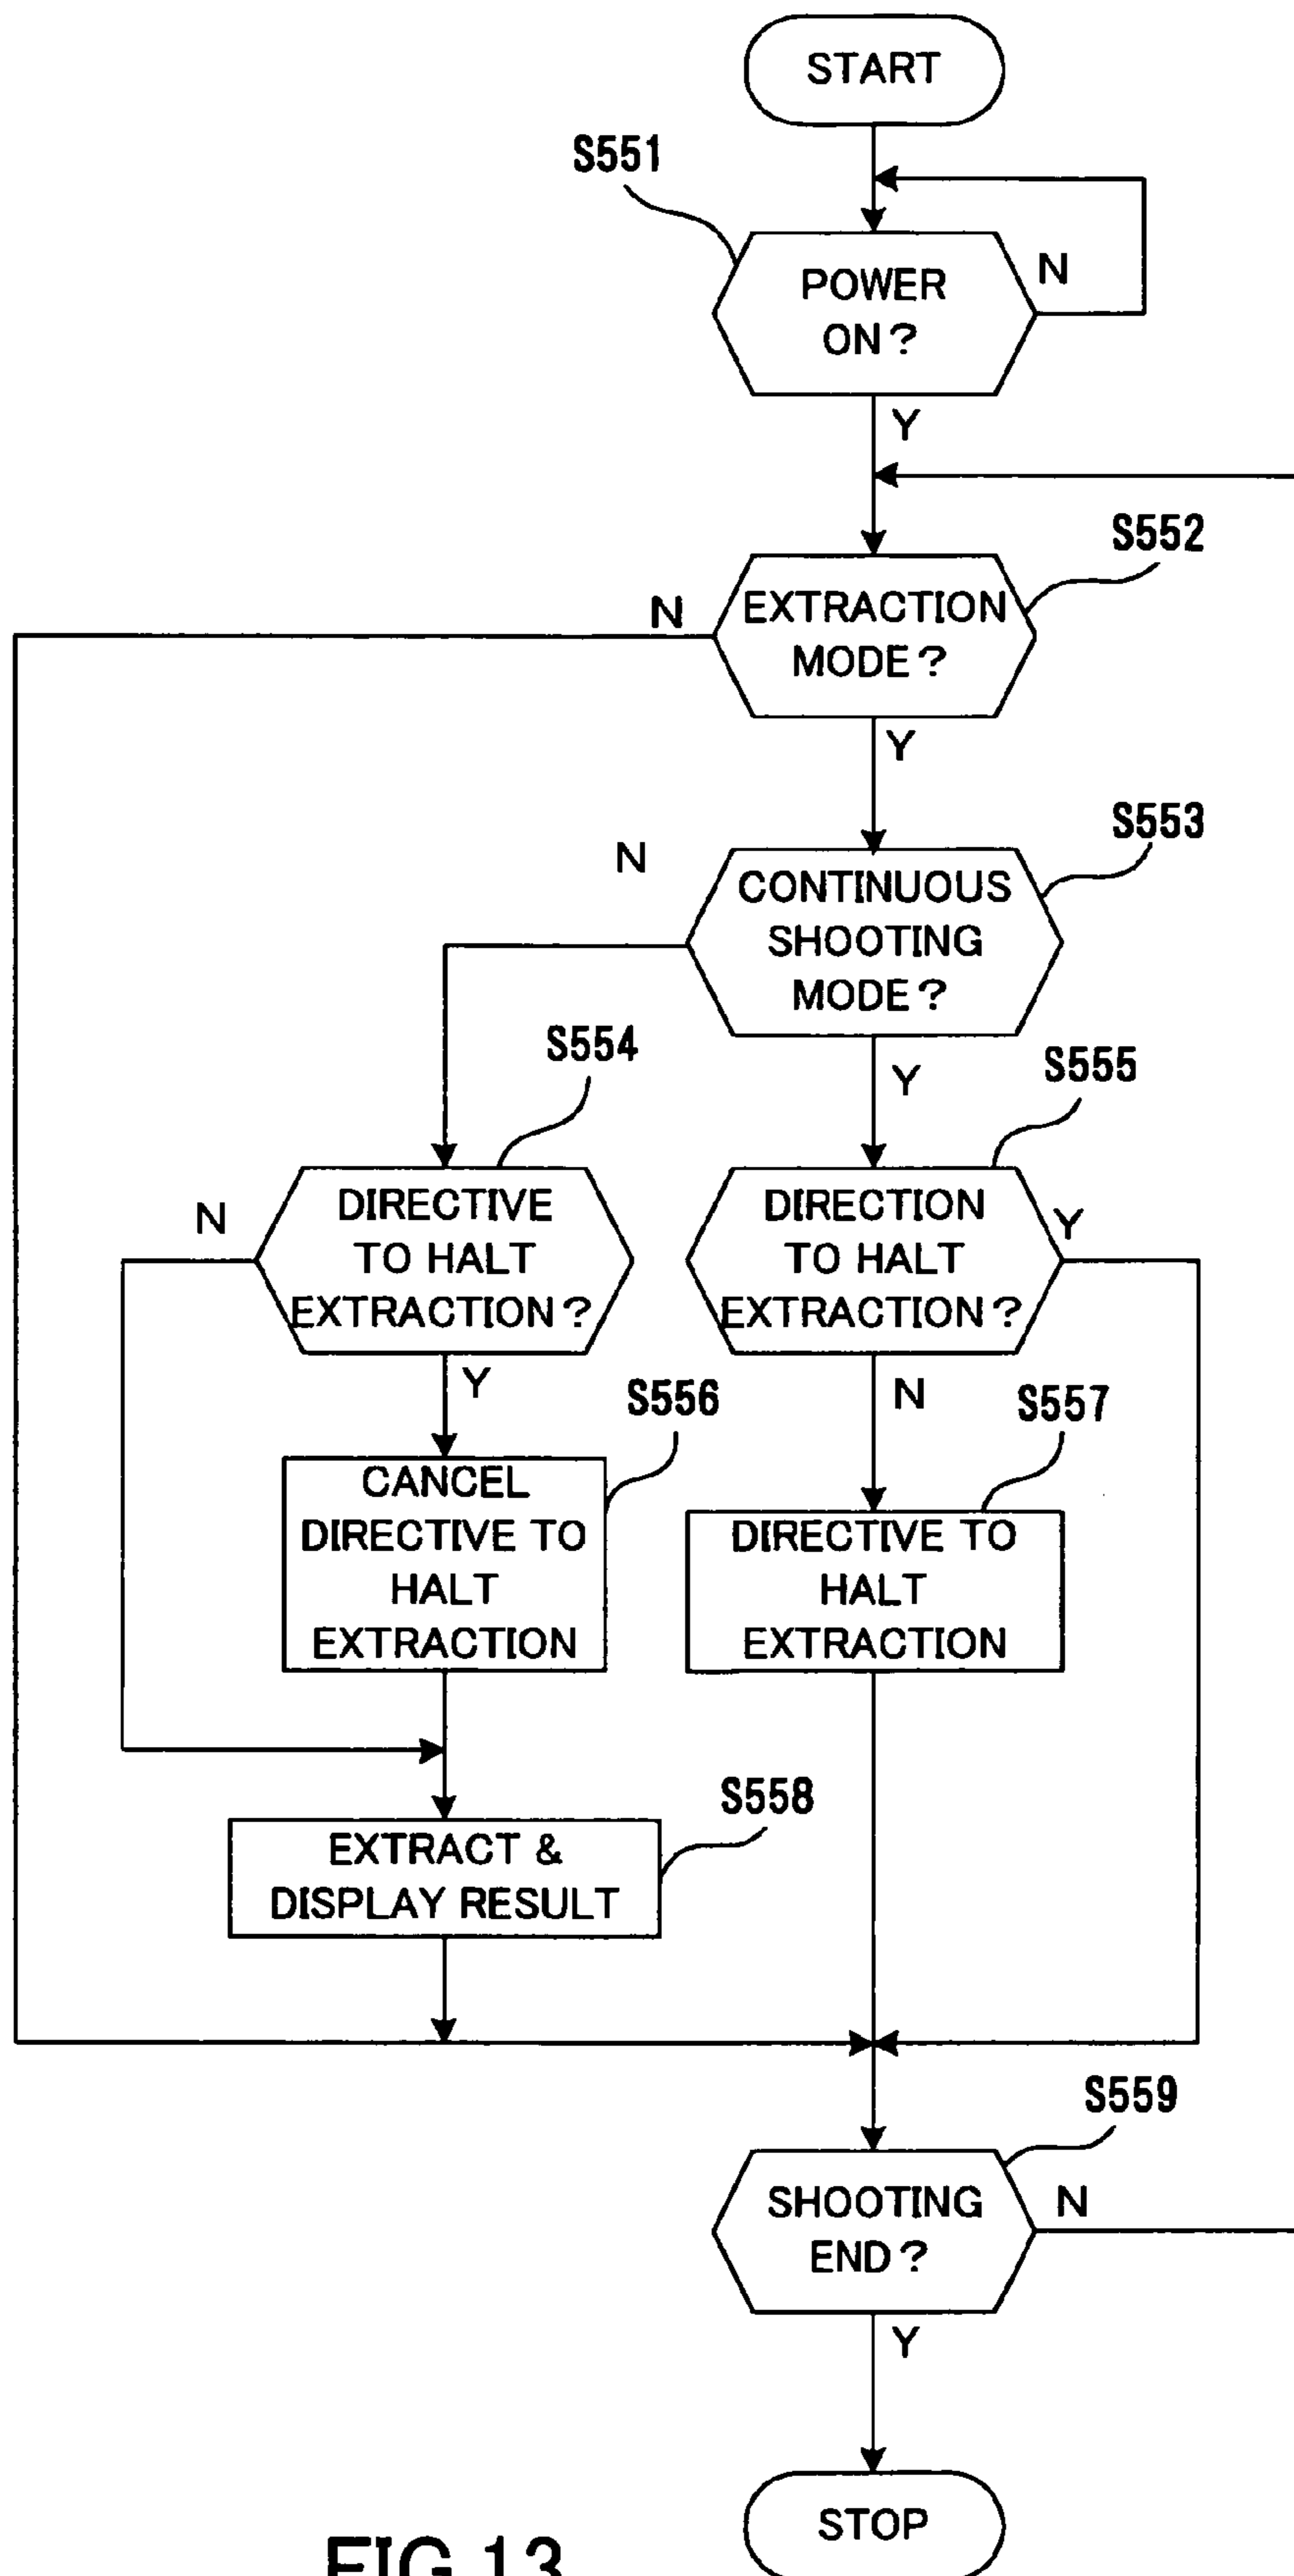 START
S551
POWER
ON?
N
Y
S552
N
EXTRACTION
MODE?
Y
S553
N
CONTINUOUS
SHOOTING
MODE?
Y
S554
S555
N
DIRECTIVE
TO HALT
EXTRACTION?
Y
DIRECTION
TO HALT
EXTRACTION?
Y
N
S556
S557
CANCEL
DIRECTIVE TO
HALT
EXTRACTION
DIRECTIVE TO
HALT
EXTRACTION
S558
EXTRACT &
DISPLAY RESULT
S559
SHOOTING
END?
N
Y
STOP
FIG.13